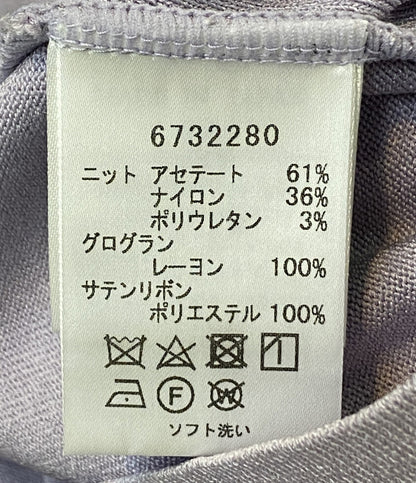 6732280
ニット アセテート 61%
ナイロン 36%
ポリウレタン 3%
グログラン
レーヨン 100%
サテンリボン
ポリエステル 100%
F W
ソフト洗い